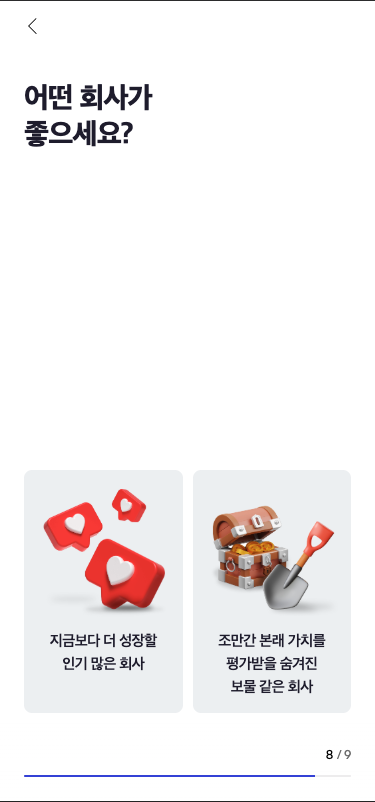 어떤 회사가
좋으세요?
지금보다 더 성장할
인기 많은 회사
조만간 본래 가치를
평가받을 숨겨진
보물 같은 회사
8 / 9